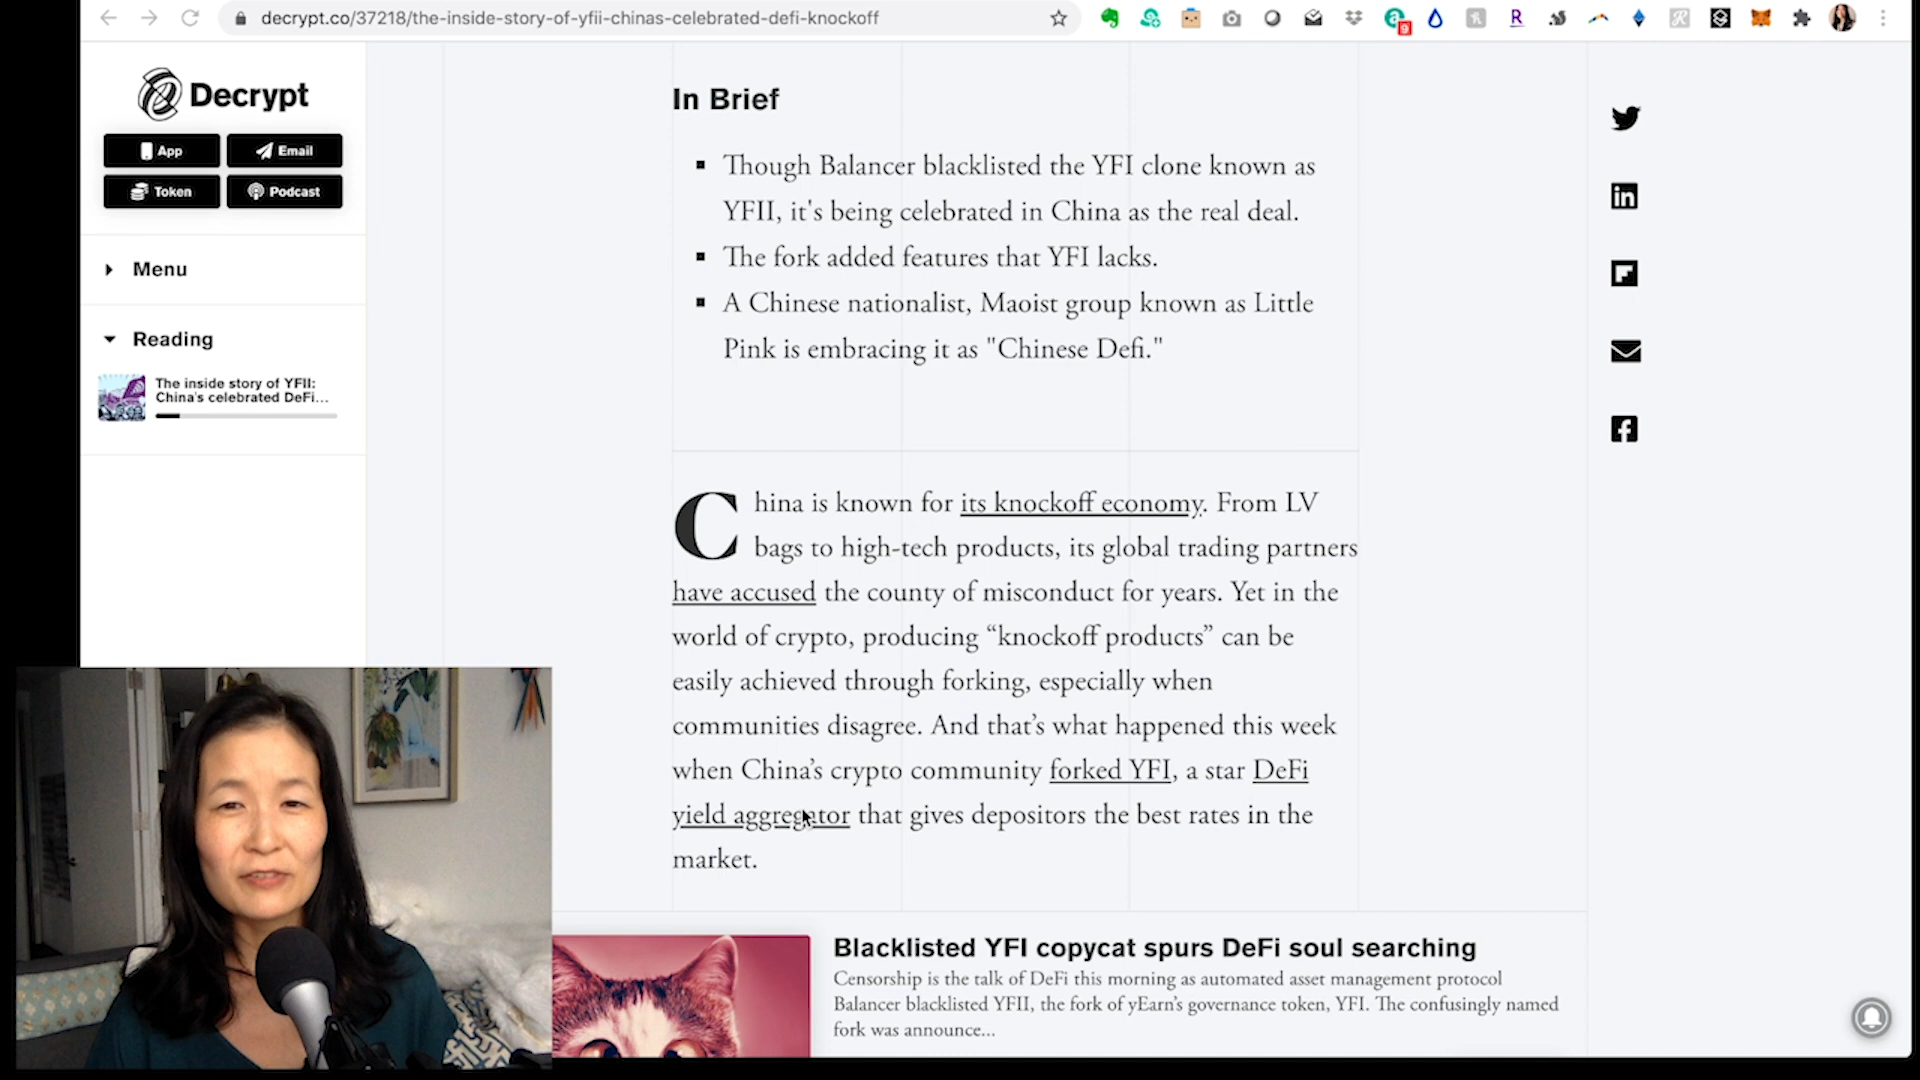 decrypt.co/37218/the-inside-story-of-yfii-chinas-celebrated-defi-knockoff
Decrypt
App
Email
Token
Podcast
Menu
Reading
The inside story of YFII:
China's celebrated DeFi...
In Brief
Though Balancer blacklisted the YFI clone known as
YFII, it's being celebrated in China as the real deal.
The fork added features that YFI lacks.
A Chinese nationalist, Maoist group known as Little
Pink is embracing it as "Chinese Defi."
China is known for its knockoff economy. From LV
bags to high-tech products, its global trading partners
have accused the county of misconduct for years. Yet in the
world of crypto, producing “knockoff products” can be
easily achieved through forking, especially when
communities disagree. And that’s what happened this week
when China’s crypto community forked YFI, a star DeFi
yield aggregator that gives depositors the best rates in the
market.
Blacklisted YFI copycat spurs DeFi soul searching
Censorship is the talk of DeFi this morning as automated asset management protocol
Balancer blacklisted YFII, the fork of yEarn’s governance token, YFI. The confusingly named
fork was announce...